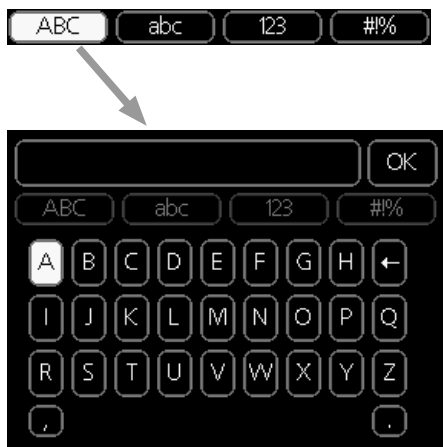 ABC abc 123 #!%
OK
ABC abc 123 #!%
A B C D E F G H ←
I J K L M N O P Q
R S T U V W X Y Z
, .